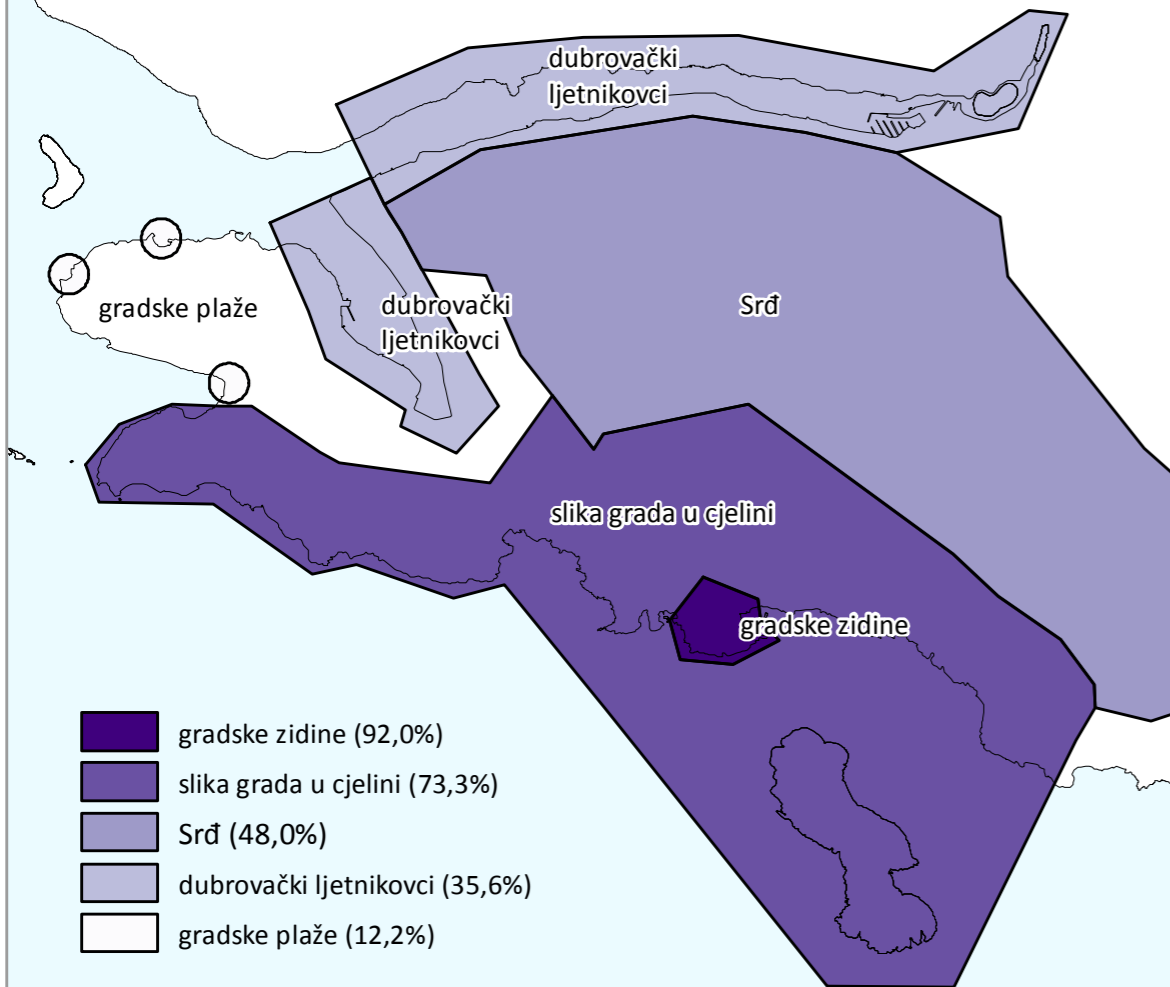 dubrovački
ljetnikovci
gradske plaže
dubrovački
ljetnikovci
Srđ
slika grada u cjelini
gradske zidine
gradske zidine (92,0%)
slika grada u cjelini (73,3%)
Srđ (48,0%)
dubrovački ljetnikovci (35,6%)
gradske plaže (12,2%)